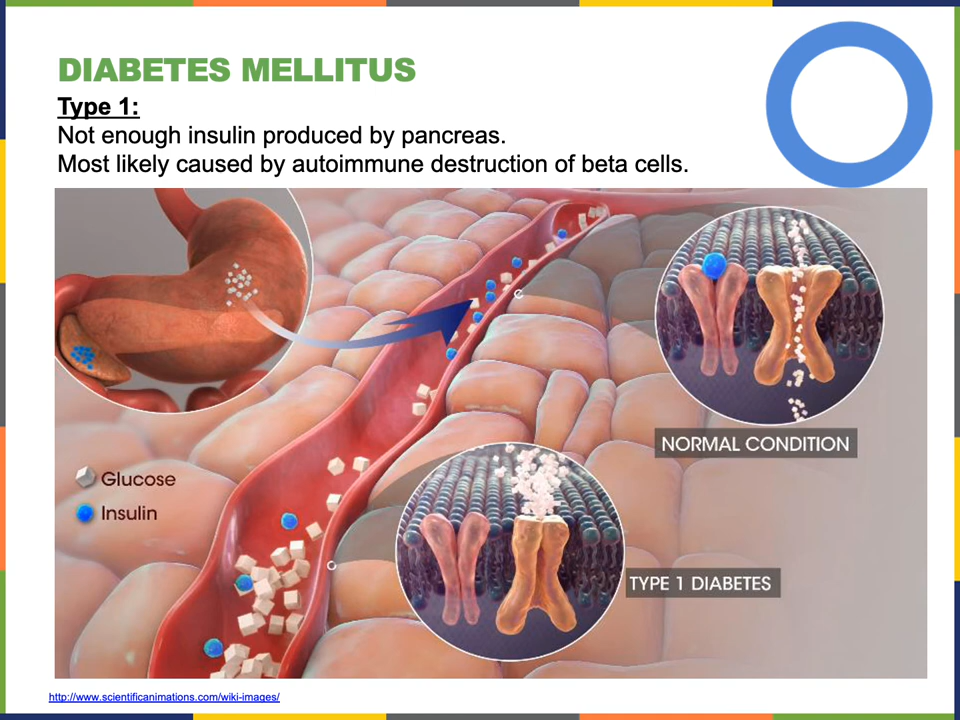 DIABETES MELLITUS
Type 1:
Not enough insulin produced by pancreas.
Most likely caused by autoimmune destruction of beta cells.
NORMAL CONDITION
Glucose
Insulin
TYPE 1 DIABETES
http://www.scientificanimations.com/wiki-images/